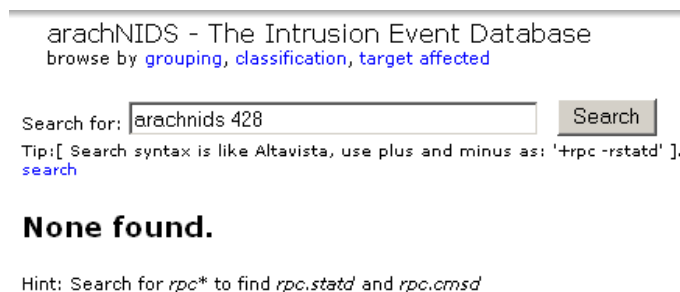 arachNIDS - The Intrusion Event Database
browse by grouping, classification, target affected
Search for: arachnids 428 Search
Tip:[ Search syntax is like Altavista, use plus and minus as: '+rpc -rstatd' ].
search
None found.
Hint: Search for rpc* to find rpc.statd and rpc.cmsd